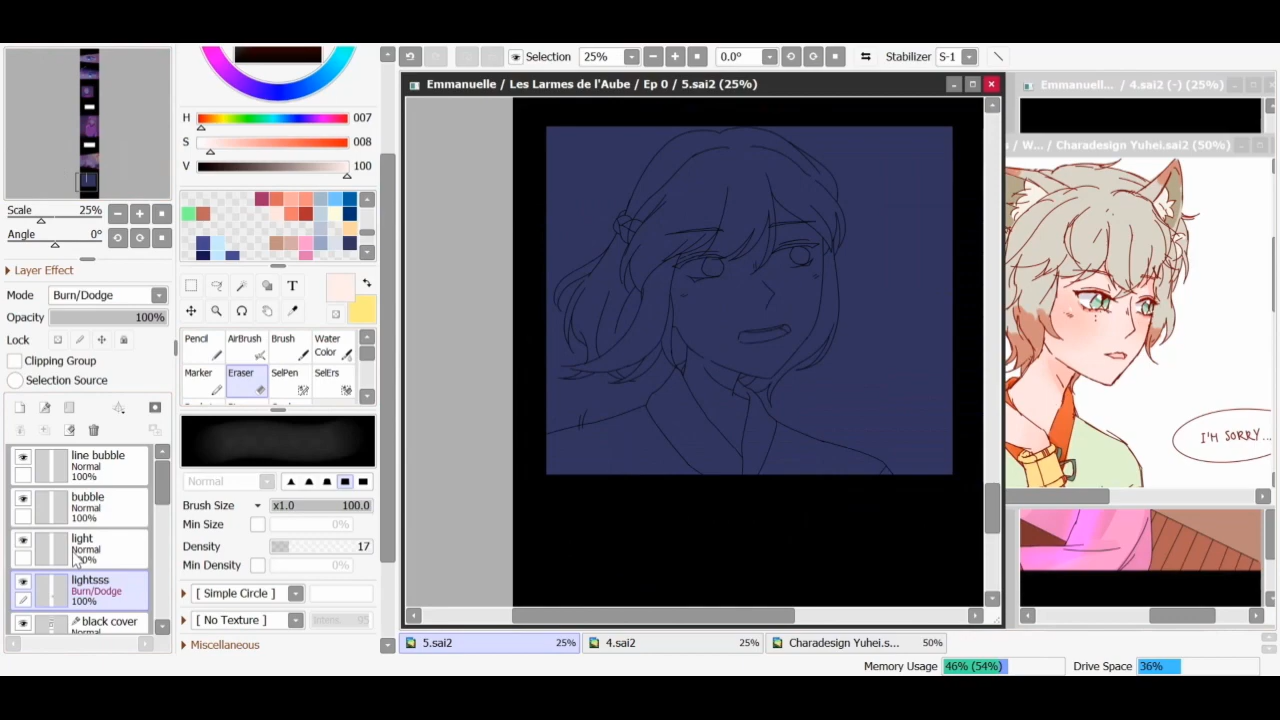 Selection
25%
0.0°
Stabilizer
S-1
Emmanuelle / Les Larmes de l'Aube / Ep 0 / 5.sai2 (25%)
Emmanuell... / 4.sai2 (-) (25%)
/ W... / Charadesign Yuhei.sai2 (50%)
Scale
25%
Angle
0°
Layer Effect
Mode
Burn/Dodge
Opacity
100%
Lock
Clipping Group
Selection Source
line bubble
Normal
100%
bubble
Normal
100%
light
Normal
lightsss
Burn/Dodge
100%
black cover
Normal
H
007
S
008
V
100
T
Pencil
AirBrush
Brush
Water
Color
Marker
Eraser
SelPen
SelErs
Normal
Brush Size
x1.0
100.0
Min Size
0%
Density
17
Min Density
0%
[ Simple Circle ]
[ No Texture ]
Intens.
95
Miscellaneous
I'M SORRY...
5.sai2
25%
4.sai2
25%
Charadesign Yuhei.s...
50%
Memory Usage
46% (54%)
Drive Space
36%